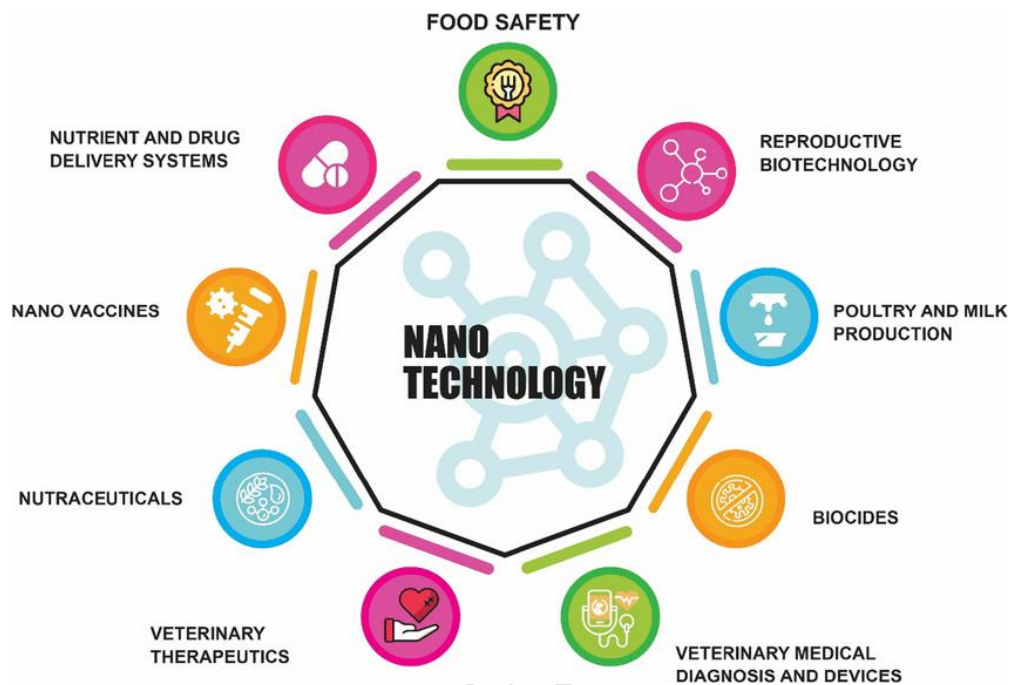 FOOD SAFETY
REPRODUCTIVE
BIOTECHNOLOGY
POULTRY AND MILK
PRODUCTION
BIOCIDES
VETERINARY MEDICAL
DIAGNOSIS AND DEVICES
VETERINARY
THERAPEUTICS
NUTRACEUTICALS
NANO VACCINES
NUTRIENT AND DRUG
DELIVERY SYSTEMS
NANO
TECHNOLOGY